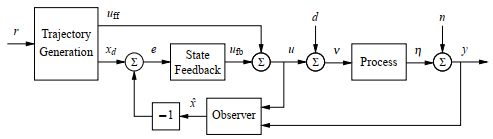 r
Trajectory
Generation
u_ff
x_d
Σ
e
State
Feedback
u_fb
Σ
u
d
Σ
ν
Process
η
n
Σ
y
−1
x̂
Observer